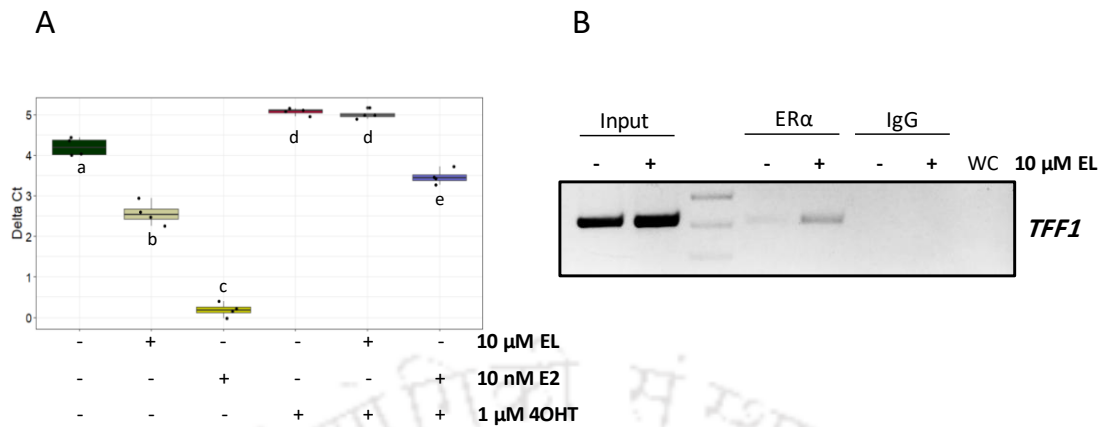 A
B
Delta Ct
5
4
3
2
1
0
a
b
c
d
d
e
- + - - + - 10 µM EL
- - + - - + 10 nM E2
- - - + + + 1 µM 4OHT
Input ERα IgG
- + - + - + WC 10 µM EL
TFF1